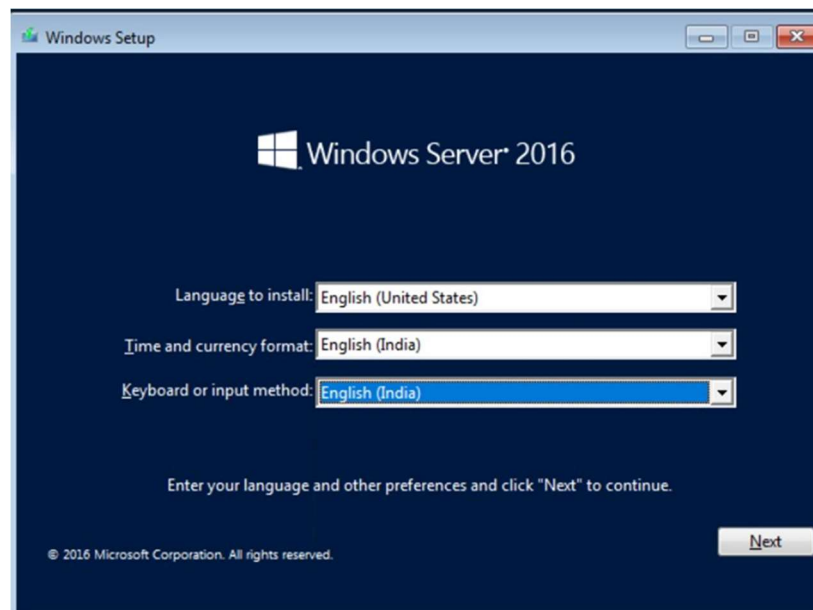 Windows Setup
Windows Server 2016
Language to install: English (United States)
Time and currency format: English (India)
Keyboard or input method: English (India)
Enter your language and other preferences and click "Next" to continue.
Next
© 2016 Microsoft Corporation. All rights reserved.